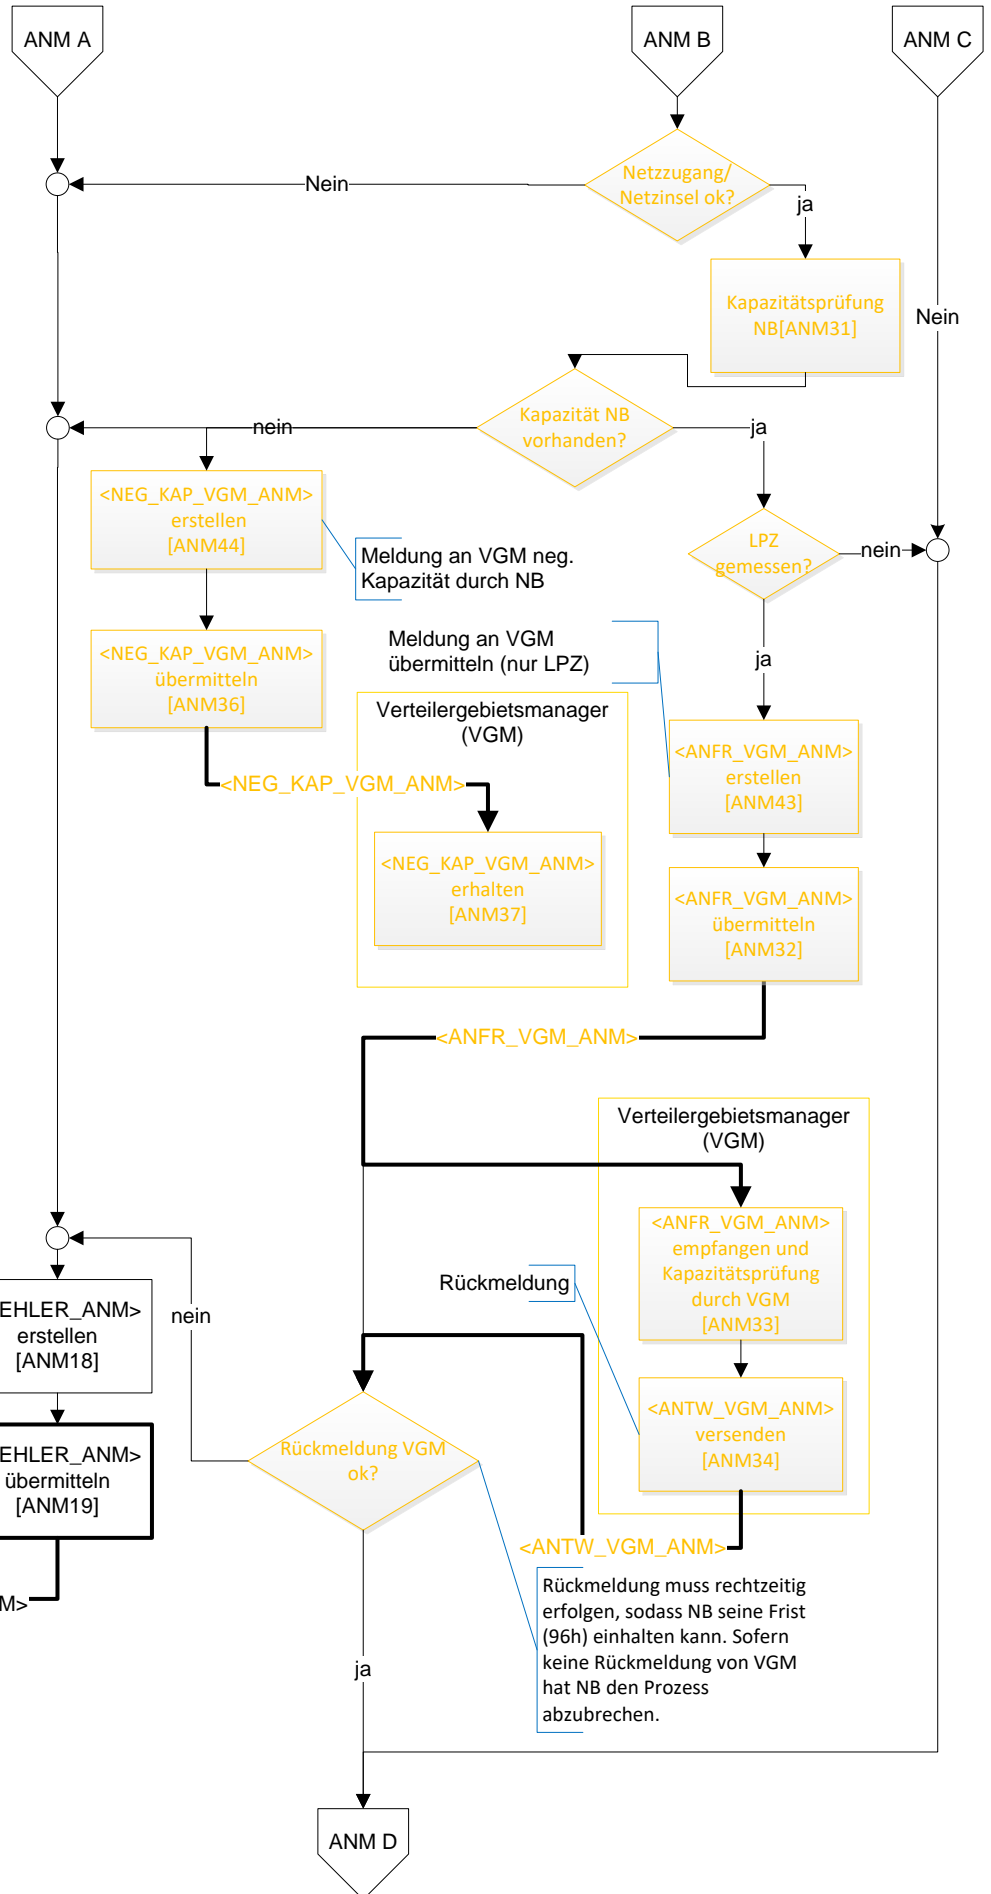 ANM A
ANM B
ANM C
Netzzugang/
Netzinsel ok?
Nein
ja
Kapazitätsprüfung
NB[ANM31]
Nein
Kapazität NB
vorhanden?
nein
ja
<NEG_KAP_VGM_ANM>
erstellen
[ANM44]
Meldung an VGM neg.
Kapazität durch NB
LPZ
gemessen?
nein
ja
<NEG_KAP_VGM_ANM>
übermitteln
[ANM36]
Meldung an VGM
übermitteln (nur LPZ)
Verteilergebietsmanager
(VGM)
<ANFR_VGM_ANM>
erstellen
[ANM43]
<NEG_KAP_VGM_ANM>
<NEG_KAP_VGM_ANM>
erhalten
[ANM37]
<ANFR_VGM_ANM>
übermitteln
[ANM32]
<ANFR_VGM_ANM>
Verteilergebietsmanager
(VGM)
<ANFR_VGM_ANM>
empfangen und
Kapazitätsprüfung
durch VGM
[ANM33]
Rückmeldung
nein
EHLER_ANM>
erstellen
[ANM18]
<ANTW_VGM_ANM>
versenden
[ANM34]
Rückmeldung VGM
ok?
EHLER_ANM>
übermitteln
[ANM19]
<ANTW_VGM_ANM>
Rückmeldung muss rechtzeitig
erfolgen, sodass NB seine Frist
(96h) einhalten kann. Sofern
keine Rückmeldung von VGM
hat NB den Prozess
abzubrechen.
M>
ja
ANM D